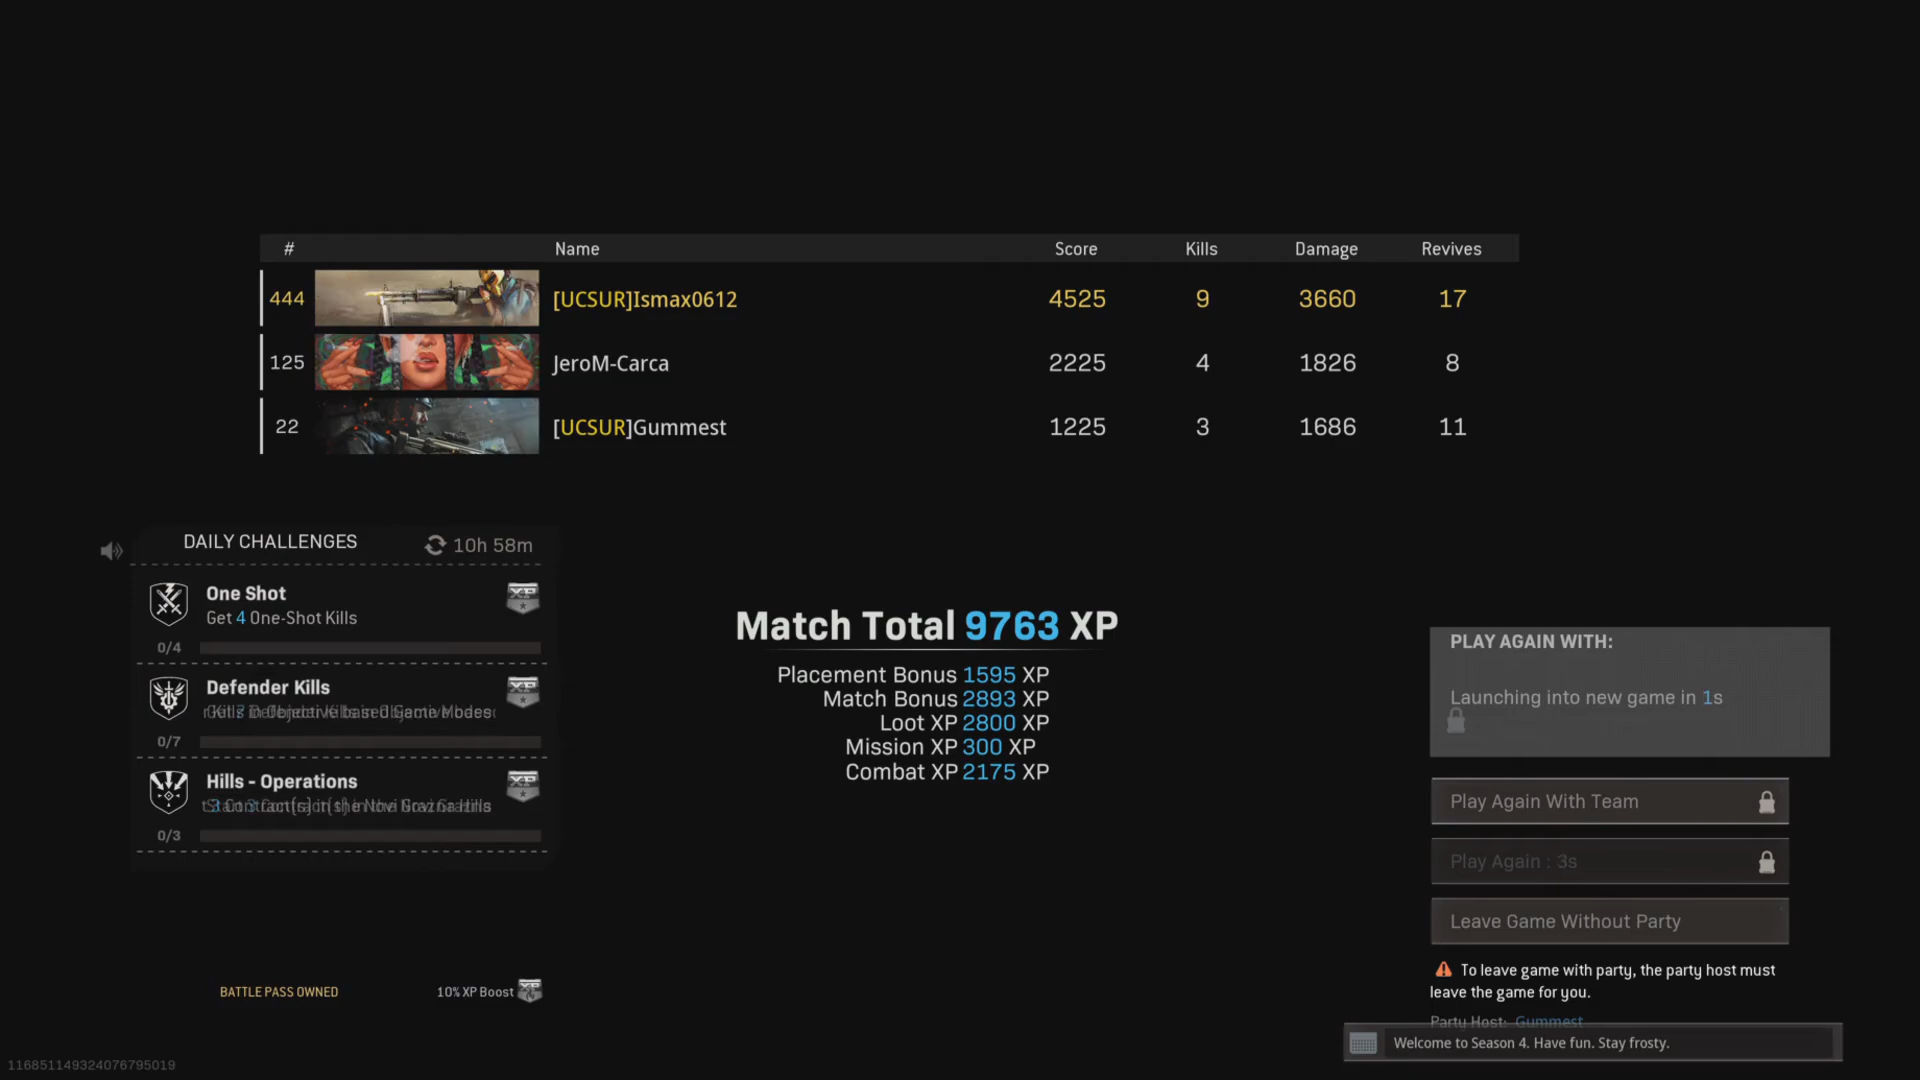 # Name Score Kills Damage Revives
444 [UCSUR]Ismax0612 4525 9 3660 17
125 JeroM-Carca 2225 4 1826 8
22 [UCSUR]Gummest 1225 3 1686 11
DAILY CHALLENGES 10h 58m
One Shot XP
Get 4 One-Shot Kills
0/4
Defender Kills XP
0/7
Hills - Operations XP
0/3
BATTLE PASS OWNED 10% XP Boost XP
Match Total 9763 XP
Placement Bonus 1595 XP
Match Bonus 2893 XP
Loot XP 2800 XP
Mission XP 300 XP
Combat XP 2175 XP
PLAY AGAIN WITH:
Launching into new game in 1s
Play Again With Team
Play Again : 3s
Leave Game Without Party
To leave game with party, the party host must
leave the game for you.
Party Host: Gummest
Welcome to Season 4. Have fun. Stay frosty.
116851149324076795019